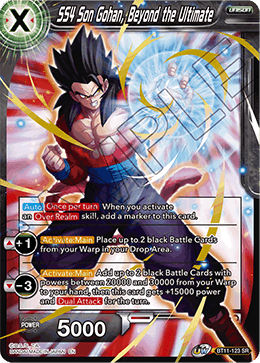 X
SS4 Son Gohan, Beyond the Ultimate
UNISON
Auto Once per turn When you activate
an Over Realm skill, add a marker to this card.
+1 Activate:Main Place up to 2 black Battle Cards
from your Warp in your Drop Area.
-3 Activate:Main Add up to 2 black Battle Cards with
powers between 20000 and 30000 from your Warp
to your hand, then this card gets +15000 power
and Dual Attack for the turn.
POWER
5000
BT11-123 SR